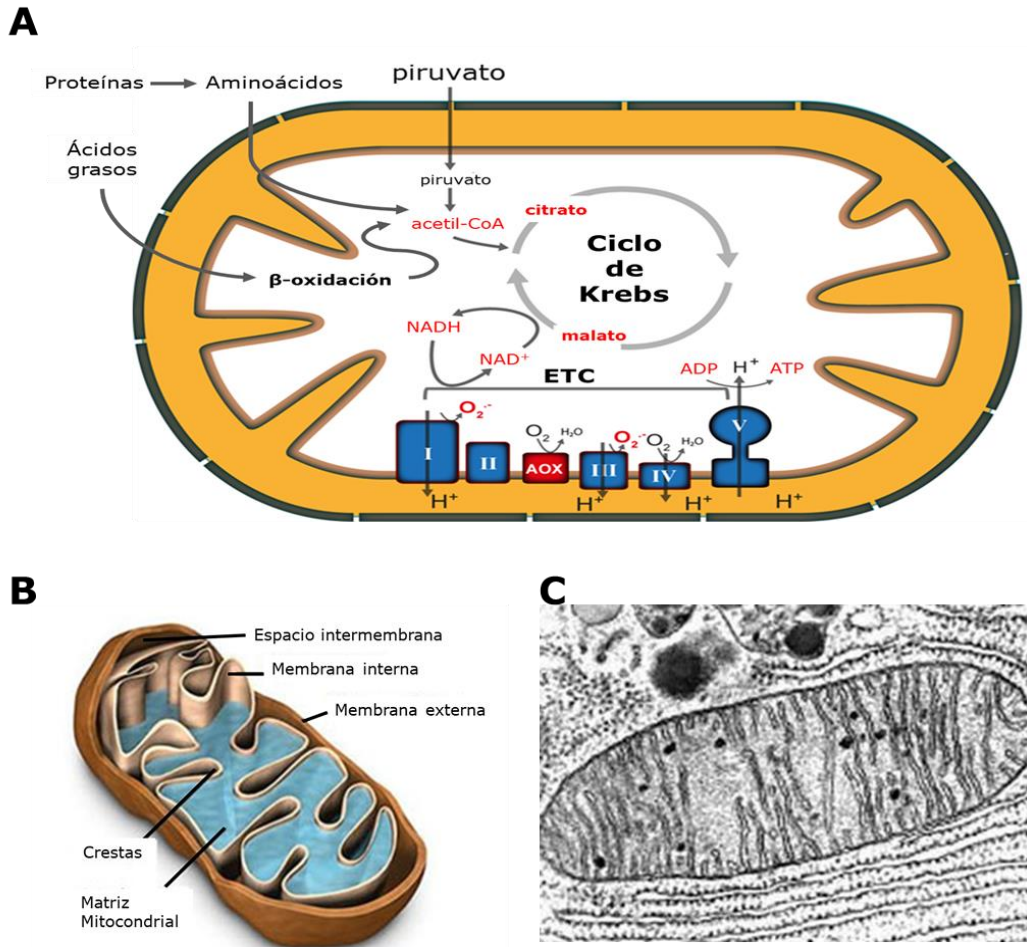 A
Proteínas
Aminoácidos
piruvato
Ácidos
grasos
piruvato
acetil-CoA
citrato
Ciclo
de
Krebs
β-oxidación
NADH
malato
NAD⁺
ETC
ADP
H⁺
ATP
O₂·⁻
O₂
H₂O
O₂·⁻
O₂
H₂O
V
I
II
AOX
III
IV
H⁺
H⁺
H⁺
H⁺
B
Espacio intermembrana
Membrana interna
Membrana externa
Crestas
Matriz
Mitocondrial
C